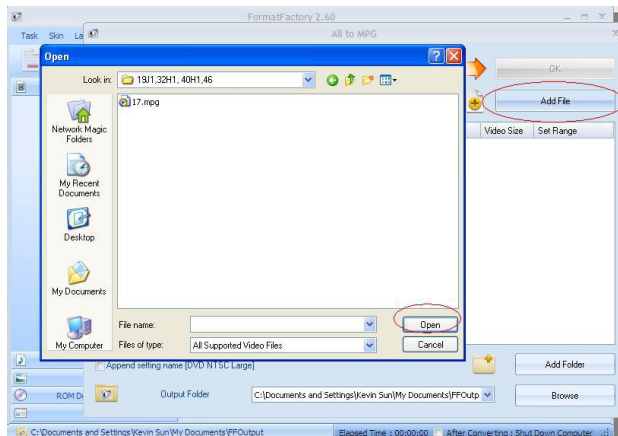 FormatFactory 2.60
Task Skin La
All to MPG
Open
Look in: 19J1,32H1, 40H1,46
17.mpg
Network Magic
Folders
My Recent
Documents
Desktop
My Documents
My Computer
File name:
Open
Files of type: All Supported Video Files
Cancel
OK
Add File
Video Size Set Range
Append setting name [DVD NTSC Large]
Add Folder
ROM D
Output Folder
C:\Documents and Settings\Kevin Sun\My Documents\FFOutp
Browse
C:\Documents and Settings\Kevin Sun\My Documents\FFOutput
Elapsed Time : 00:00:00
After Converting : Shut Down Computer